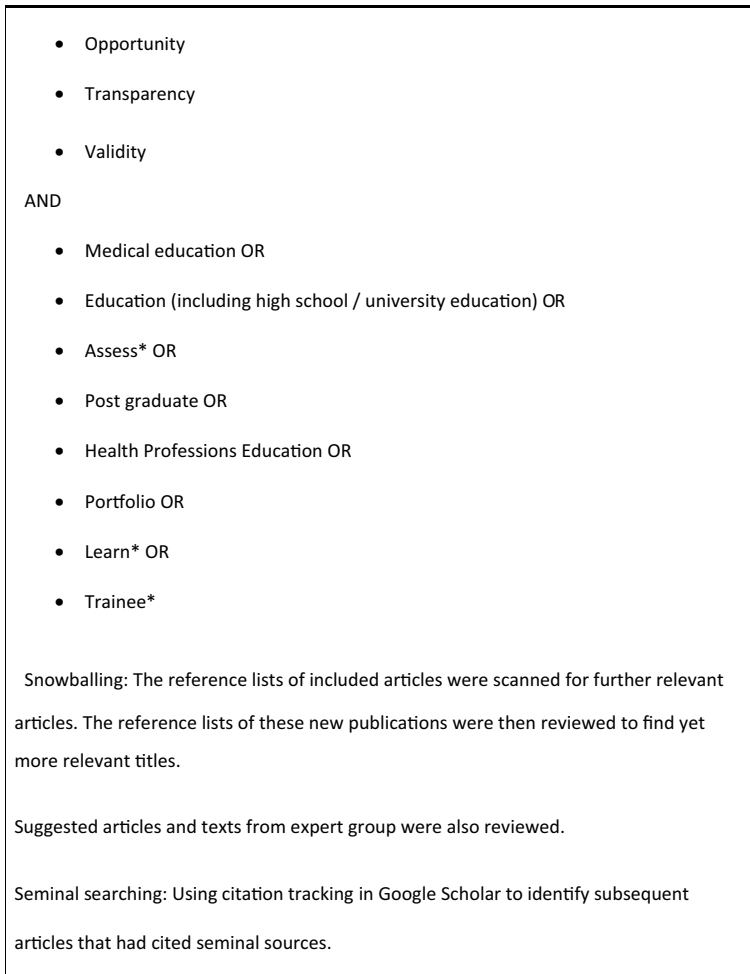 • Opportunity
• Transparency
• Validity
AND
• Medical education OR
• Education (including high school / university education) OR
• Assess* OR
• Post graduate OR
• Health Professions Education OR
• Portfolio OR
• Learn* OR
• Trainee*
Snowballing: The reference lists of included articles were scanned for further relevant
articles. The reference lists of these new publications were then reviewed to find yet
more relevant titles.
Suggested articles and texts from expert group were also reviewed.
Seminal searching: Using citation tracking in Google Scholar to identify subsequent
articles that had cited seminal sources.